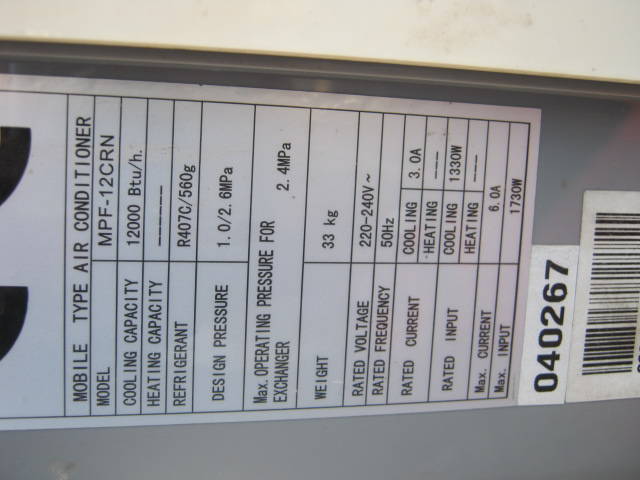 MOBILE TYPE AIR CONDITIONER
MODEL MPF-12CRN
COOLING CAPACITY 12000 Btu/h.
HEATING CAPACITY ------
REFRIGERANT R407C/560g
DESIGN PRESSURE 1.0/2.6MPa
Max. OPERATING PRESSURE FOR
EXCHANGER 2.4MPa
WEIGHT 33 kg
RATED VOLTAGE 220-240V~
RATED FREQUENCY 50Hz
RATED CURRENT COOLING 3.0A
HEATING ---
RATED INPUT COOLING 1330W
HEATING ---
Max. CURRENT 6.0A
Max. INPUT 1730W
040267